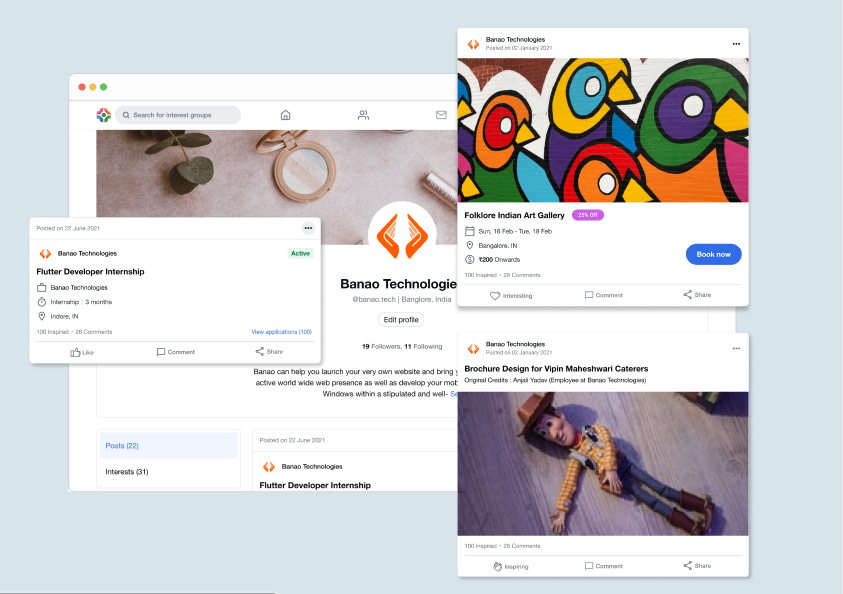 Search for interest groups
Banao Technologie
@banao.tech | Banglore, India
Edit profile
19 Followers, 11 Following
Banao can help you launch your very own website and bring y
active world wide web presence as well as develop your mob
Windows within a stipulated and well- Se
Posts (22)
Interests (31)
Posted on 22 June 2021
Banao Technologies
Flutter Developer Internship
Posted on 22 June 2021
Banao Technologies
Active
Flutter Developer Internship
Banao Technologies
Internship | 3 months
Indore, IN
100 Inspired • 28 Comments
View applications (100)
Like
Comment
Share
Banao Technologies
Posted on 02 January 2021
Folklore Indian Art Gallery
25% Off
Sun, 16 Feb - Tue, 18 Feb
Bangalore, IN
₹200 Onwards
Book now
100 Inspired • 28 Comments
Interesting
Comment
Share
Banao Technologies
Posted on 02 January 2021
Brochure Design for Vipin Maheshwari Caterers
Original Credits : Anjali Yadav (Employee at Banao Technologies)
100 Inspired • 28 Comments
Inspiring
Comment
Share